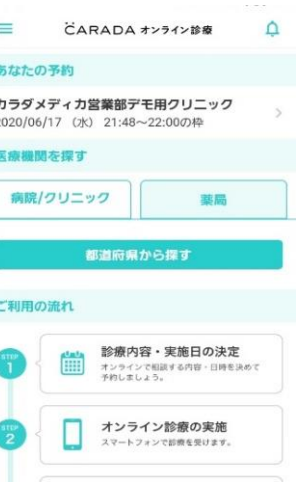 CARADA オンライン診療
あなたの予約
カラダメディカ営業部デモ用クリニック
2020/06/17 （水） 21:48～22:00の枠
医療機関を探す
病院/クリニック
薬局
都道府県から探す
ご利用の流れ
STEP
1
診療内容・実施日の決定
オンラインで相談する内容・日時を決めて
予約しましょう。
STEP
2
オンライン診療の実施
スマートフォンで診療を受けます。